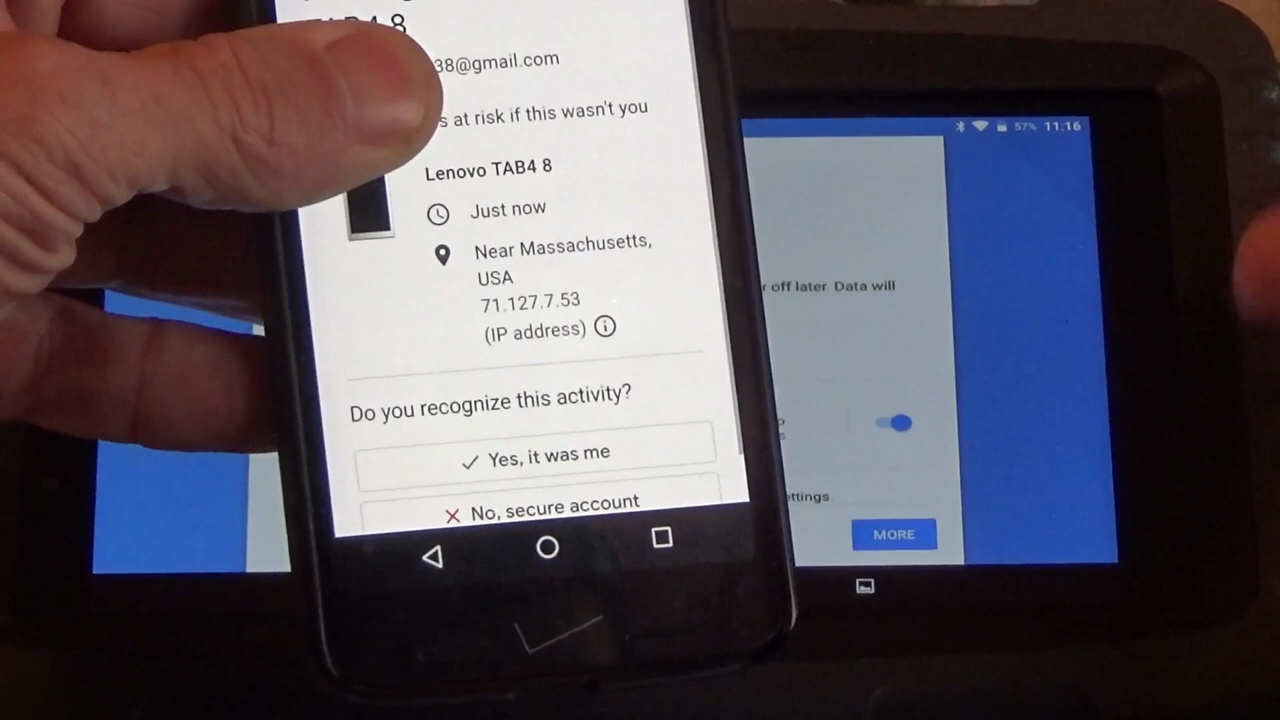 TAB4 8
38@gmail.com
s at risk if this wasn't you
Lenovo TAB4 8
Just now
Near Massachusetts,
USA
71.127.7.53
(IP address)
Do you recognize this activity?
Yes, it was me
No, secure account
57% 11:16
r off later. Data will
ettings
MORE